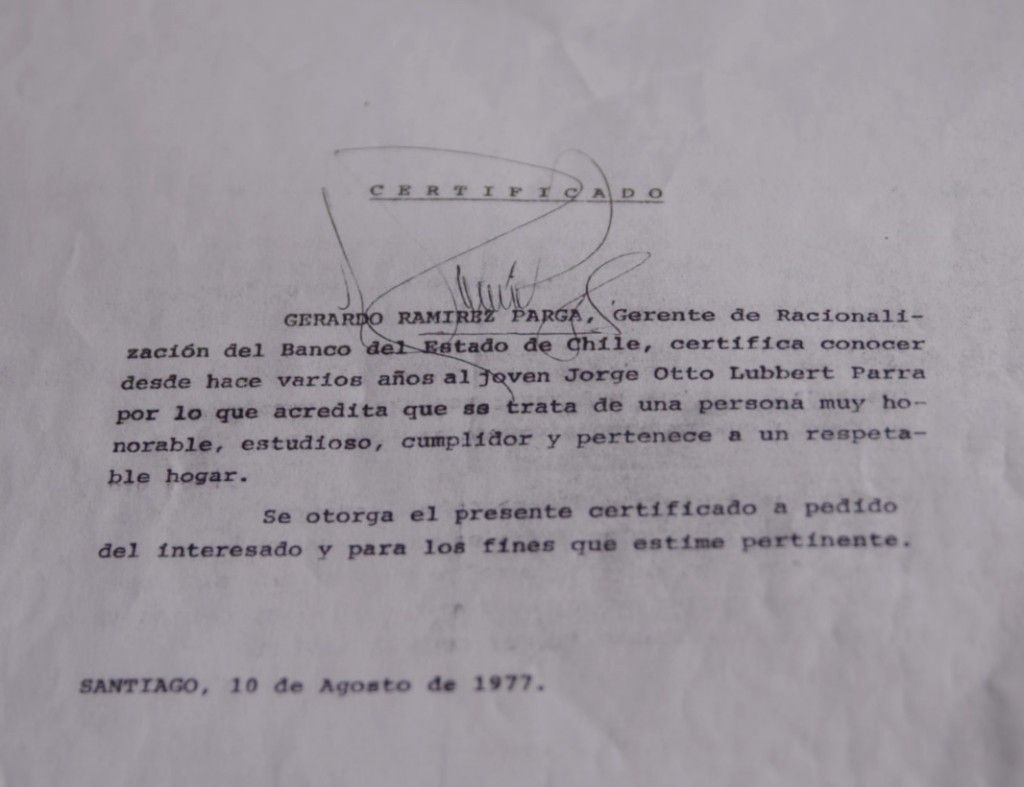 CERTIFICADO
GERARDO RAMIREZ PARGA, Gerente de Racionali-
zación del Banco del Estado de Chile, certifica conocer
desde hace varios años al joven Jorge Otto Lubbert Parra
por lo que acredita que se trata de una persona muy ho-
norable, estudioso, cumplidor y pertenece a un respeta-
ble hogar.
Se otorga el presente certificado a pedido
del interesado y para los fines que estime pertinente.
SANTIAGO, 10 de Agosto de 1977.